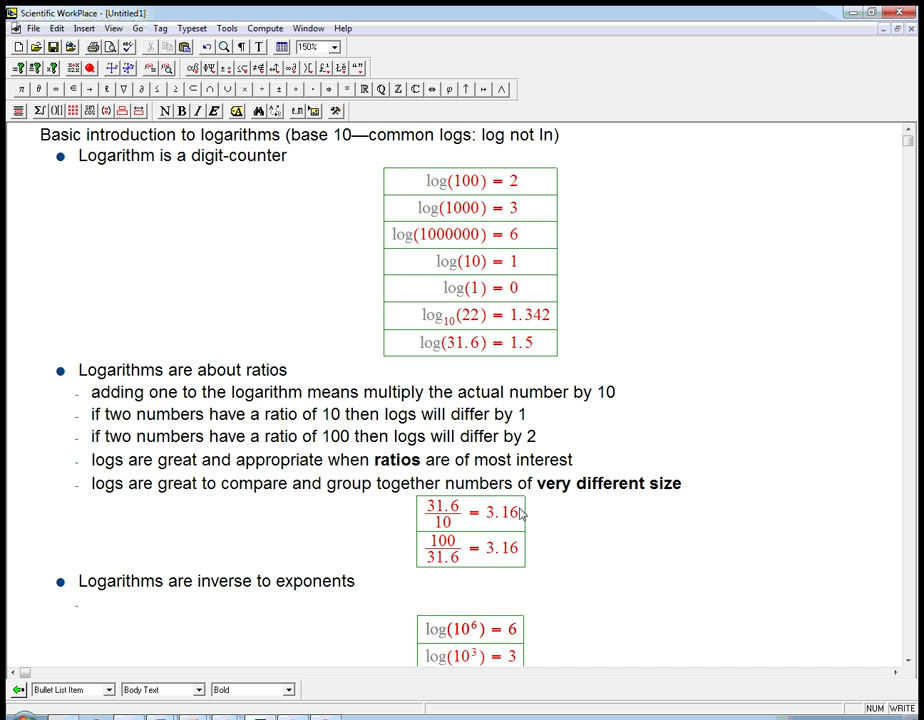 Scientific WorkPlace - [Untitled1]
File Edit Insert View Go Tag Typeset Tools Compute Window Help
150%
N B I E
Basic introduction to logarithms (base 10—common logs: log not ln)
Logarithm is a digit-counter
log(100) = 2
log(1000) = 3
log(1000000) = 6
log(10) = 1
log(1) = 0
log₁₀(22) = 1.342
log(31.6) = 1.5
Logarithms are about ratios
- adding one to the logarithm means multiply the actual number by 10
- if two numbers have a ratio of 10 then logs will differ by 1
- if two numbers have a ratio of 100 then logs will differ by 2
- logs are great and appropriate when ratios are of most interest
- logs are great to compare and group together numbers of very different size
31.6/10 = 3.16
100/31.6 = 3.16
Logarithms are inverse to exponents
-
log(10⁶) = 6
log(10³) = 3
Bullet List Item Body Text Bold
NUM WRITE